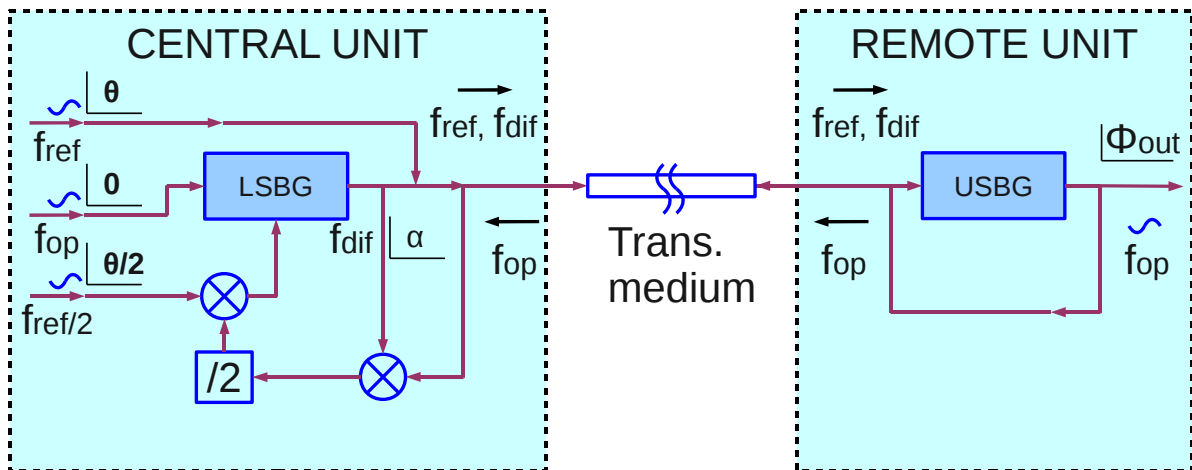 CENTRAL UNIT
θ
fref
0
fop
θ/2
fref/2
LSBG
fdif
α
/2
fref, fdif
fop
Trans.
medium
REMOTE UNIT
fref, fdif
fop
USBG
Φout
fop